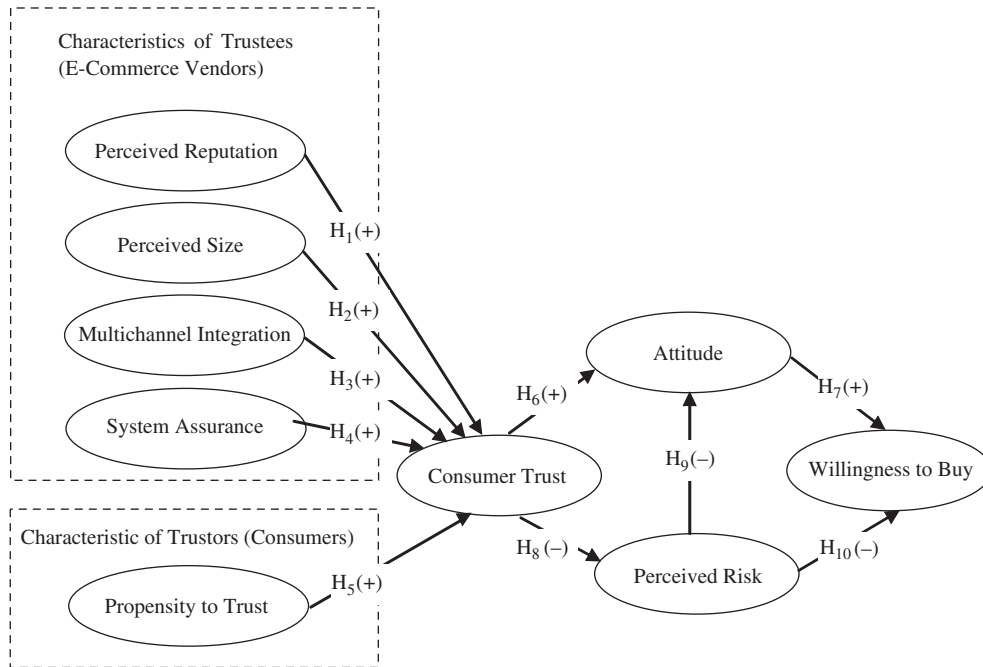 Characteristics of Trustees
(E-Commerce Vendors)
Perceived Reputation
H1(+)
Perceived Size
H2(+)
Multichannel Integration
H3(+)
System Assurance
H4(+)
Consumer Trust
Characteristic of Trustors (Consumers)
Propensity to Trust
H5(+)
H6(+)
Attitude
H7(+)
H8(–)
H9(–)
Perceived Risk
H10(–)
Willingness to Buy